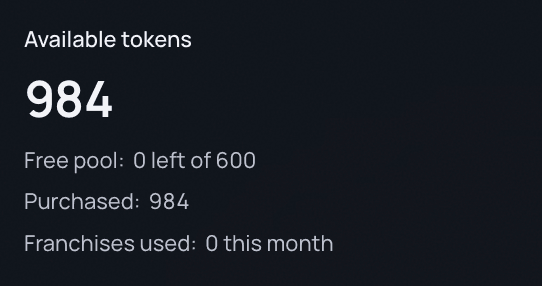 Available tokens
984
Free pool: 0 left of 600
Purchased: 984
Franchises used: 0 this month